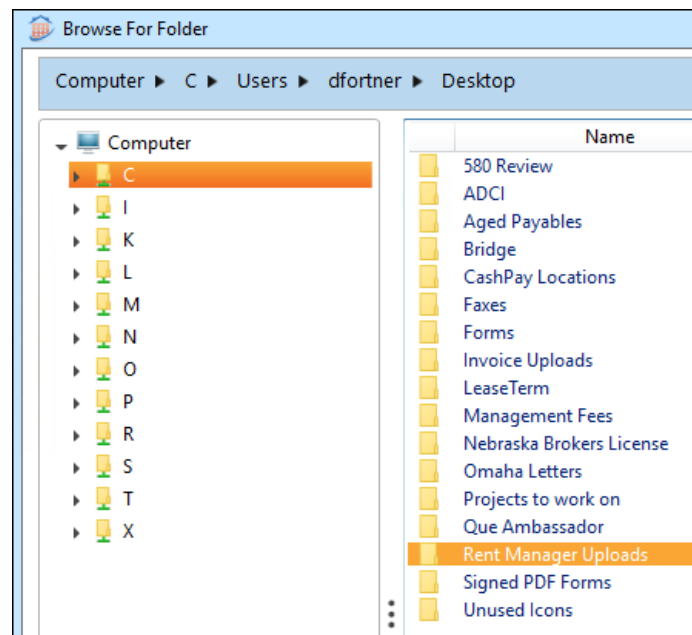 Browse For Folder
Computer ▶ C ▶ Users ▶ dfortner ▶ Desktop
Computer
C
I
K
L
M
N
O
P
R
S
T
X
Name
580 Review
ADCI
Aged Payables
Bridge
CashPay Locations
Faxes
Forms
Invoice Uploads
LeaseTerm
Management Fees
Nebraska Brokers License
Omaha Letters
Projects to work on
Que Ambassador
Rent Manager Uploads
Signed PDF Forms
Unused Icons